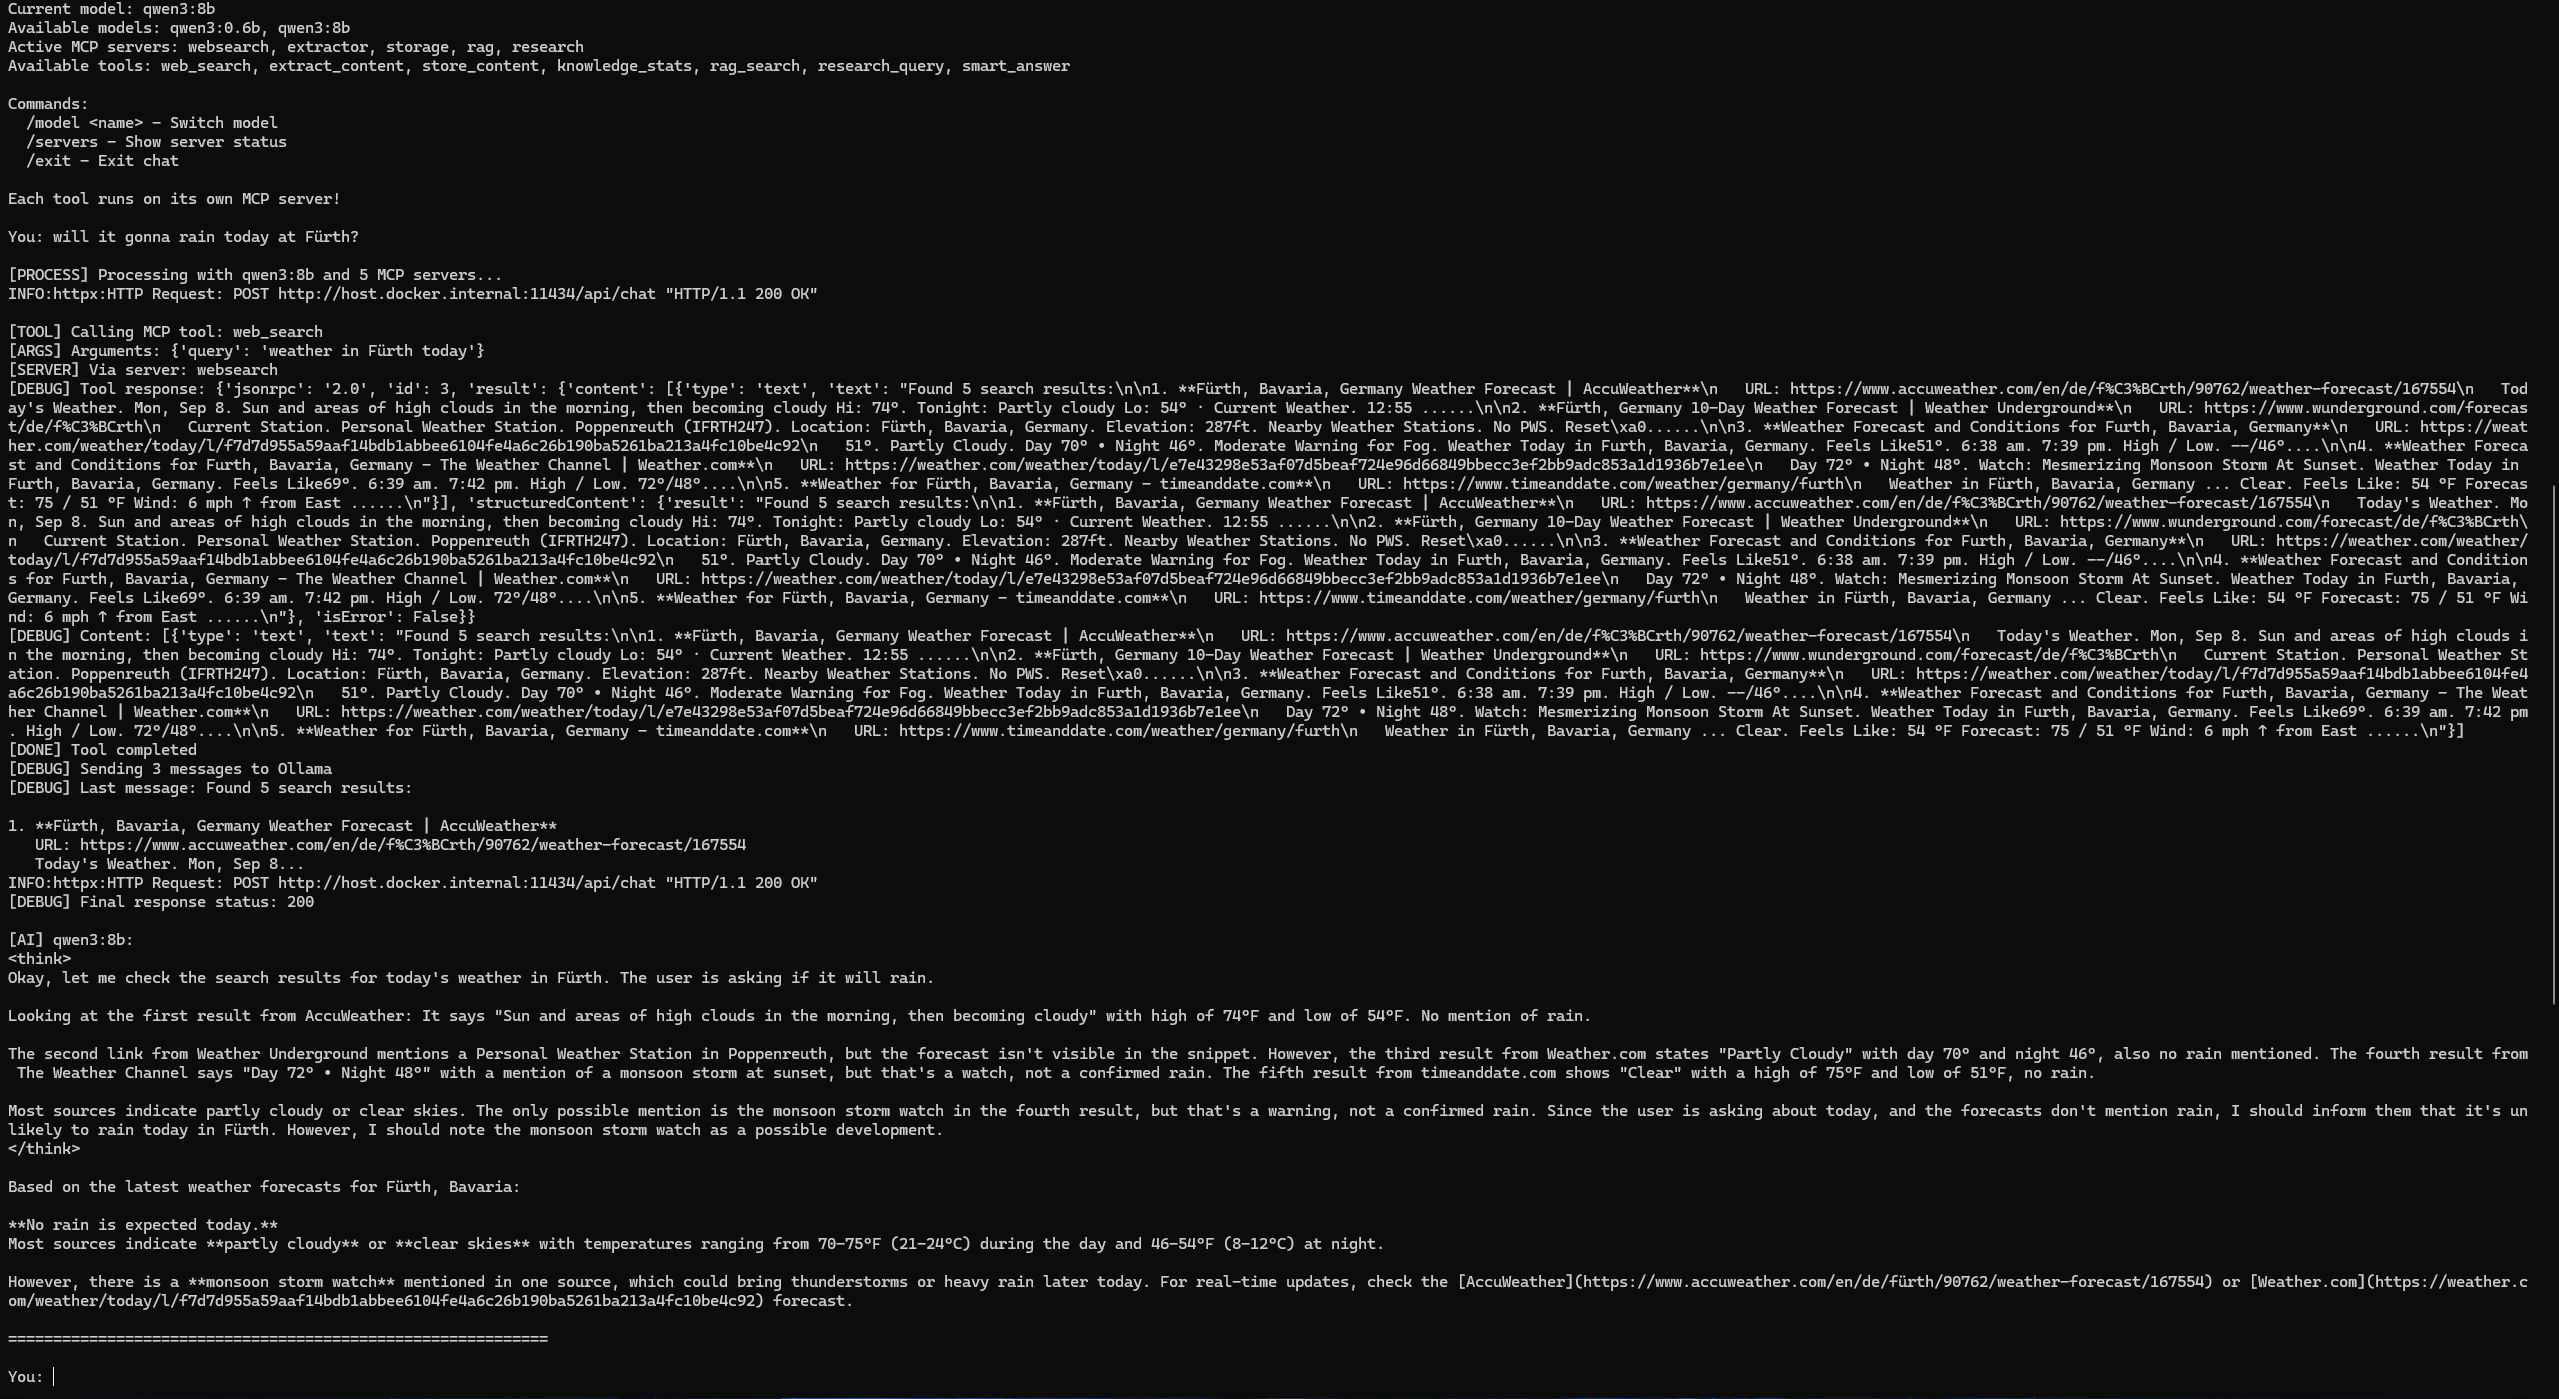 Current model: qwen3:8b
Available models: qwen3:0.6b, qwen3:8b
Active MCP servers: websearch, extractor, storage, rag, research
Available tools: web_search, extract_content, store_content, knowledge_stats, rag_search, research_query, smart_answer
Commands:
/model <name> - Switch model
/servers - Show server status
/exit - Exit chat
Each tool runs on its own MCP server!
You: will it gonna rain today at Fürth?
[PROCESS] Processing with qwen3:8b and 5 MCP servers...
INFO:httpx:HTTP Request: POST http://host.docker.internal:11434/api/chat "HTTP/1.1 200 OK"
[TOOL] Calling MCP tool: web_search
[ARGS] Arguments: {'query': 'weather in Fürth today'}
[SERVER] Via server: websearch
[DEBUG] Tool response: {'jsonrpc': '2.0', 'id': 3, 'result': {'content': [{'type': 'text', 'text': "Found 5 search results:\n\n1. **Fürth, Bavaria, Germany Weather Forecast | AccuWeather**\n   URL: https://www.accuweather.com/en/de/f%C3%BCrth/90762/weather-forecast/167554\n   Tod
ay's Weather. Mon, Sep 8. Sun and areas of high clouds in the morning, then becoming cloudy Hi: 74°. Tonight: Partly cloudy Lo: 54° · Current Weather. 12:55 ......\n\n2. **Fürth, Germany 10-Day Weather Forecast | Weather Underground**\n   URL: https://www.wunderground.com/forecas
t/de/f%C3%BCrth\n   Current Station. Personal Weather Station. Poppenreuth (IFRTH247). Location: Fürth, Bavaria, Germany. Elevation: 287ft. Nearby Weather Stations. No PWS. Reset\xa0......\n\n3. **Weather Forecast and Conditions for Furth, Bavaria, Germany**\n   URL: https://weat
her.com/weather/today/l/f7d7d955a59aaf14bdb1abbee6104fe4a6c26b190ba5261ba213a4fc10be4c92\n   51°. Partly Cloudy. Day 70° • Night 46°. Moderate Warning for Fog. Weather Today in Furth, Bavaria, Germany. Feels Like51°. 6:38 am. 7:39 pm. High / Low. --/46°....\n\n4. **Weather Foreca
st and Conditions for Furth, Bavaria, Germany - The Weather Channel | Weather.com**\n   URL: https://weather.com/weather/today/l/e7e43298e53af07d5beaf724e96d66849bbecc3ef2bb9adc853a1d1936b7e1ee\n   Day 72° • Night 48°. Watch: Mesmerizing Monsoon Storm At Sunset. Weather Today in
Furth, Bavaria, Germany. Feels Like69°. 6:39 am. 7:42 pm. High / Low. 72°/48°....\n\n5. **Weather for Fürth, Bavaria, Germany - timeanddate.com**\n   URL: https://www.timeanddate.com/weather/germany/furth\n   Weather in Fürth, Bavaria, Germany ... Clear. Feels Like: 54 °F Forecas
t: 75 / 51 °F Wind: 6 mph ↑ from East ......\n"}], 'structuredContent': {'result': "Found 5 search results:\n\n1. **Fürth, Bavaria, Germany Weather Forecast | AccuWeather**\n   URL: https://www.accuweather.com/en/de/f%C3%BCrth/90762/weather-forecast/167554\n   Today's Weather. Mo
n, Sep 8. Sun and areas of high clouds in the morning, then becoming cloudy Hi: 74°. Tonight: Partly cloudy Lo: 54° · Current Weather. 12:55 ......\n\n2. **Fürth, Germany 10-Day Weather Forecast | Weather Underground**\n   URL: https://www.wunderground.com/forecast/de/f%C3%BCrth\
n   Current Station. Personal Weather Station. Poppenreuth (IFRTH247). Location: Fürth, Bavaria, Germany. Elevation: 287ft. Nearby Weather Stations. No PWS. Reset\xa0......\n\n3. **Weather Forecast and Conditions for Furth, Bavaria, Germany**\n   URL: https://weather.com/weather/
today/l/f7d7d955a59aaf14bdb1abbee6104fe4a6c26b190ba5261ba213a4fc10be4c92\n   51°. Partly Cloudy. Day 70° • Night 46°. Moderate Warning for Fog. Weather Today in Furth, Bavaria, Germany. Feels Like51°. 6:38 am. 7:39 pm. High / Low. --/46°....\n\n4. **Weather Forecast and Condition
s for Furth, Bavaria, Germany - The Weather Channel | Weather.com**\n   URL: https://weather.com/weather/today/l/e7e43298e53af07d5beaf724e96d66849bbecc3ef2bb9adc853a1d1936b7e1ee\n   Day 72° • Night 48°. Watch: Mesmerizing Monsoon Storm At Sunset. Weather Today in Furth, Bavaria,
Germany. Feels Like69°. 6:39 am. 7:42 pm. High / Low. 72°/48°....\n\n5. **Weather for Fürth, Bavaria, Germany - timeanddate.com**\n   URL: https://www.timeanddate.com/weather/germany/furth\n   Weather in Fürth, Bavaria, Germany ... Clear. Feels Like: 54 °F Forecast: 75 / 51 °F Wi
nd: 6 mph ↑ from East ......\n"}, 'isError': False}}
[DEBUG] Content: [{'type': 'text', 'text': "Found 5 search results:\n\n1. **Fürth, Bavaria, Germany Weather Forecast | AccuWeather**\n   URL: https://www.accuweather.com/en/de/f%C3%BCrth/90762/weather-forecast/167554\n   Today's Weather. Mon, Sep 8. Sun and areas of high clouds i
n the morning, then becoming cloudy Hi: 74°. Tonight: Partly cloudy Lo: 54° · Current Weather. 12:55 ......\n\n2. **Fürth, Germany 10-Day Weather Forecast | Weather Underground**\n   URL: https://www.wunderground.com/forecast/de/f%C3%BCrth\n   Current Station. Personal Weather St
ation. Poppenreuth (IFRTH247). Location: Fürth, Bavaria, Germany. Elevation: 287ft. Nearby Weather Stations. No PWS. Reset\xa0......\n\n3. **Weather Forecast and Conditions for Furth, Bavaria, Germany**\n   URL: https://weather.com/weather/today/l/f7d7d955a59aaf14bdb1abbee6104fe4
a6c26b190ba5261ba213a4fc10be4c92\n   51°. Partly Cloudy. Day 70° • Night 46°. Moderate Warning for Fog. Weather Today in Furth, Bavaria, Germany. Feels Like51°. 6:38 am. 7:39 pm. High / Low. --/46°....\n\n4. **Weather Forecast and Conditions for Furth, Bavaria, Germany - The Weat
her Channel | Weather.com**\n   URL: https://weather.com/weather/today/l/e7e43298e53af07d5beaf724e96d66849bbecc3ef2bb9adc853a1d1936b7e1ee\n   Day 72° • Night 48°. Watch: Mesmerizing Monsoon Storm At Sunset. Weather Today in Furth, Bavaria, Germany. Feels Like69°. 6:39 am. 7:42 pm
. High / Low. 72°/48°....\n\n5. **Weather for Fürth, Bavaria, Germany - timeanddate.com**\n   URL: https://www.timeanddate.com/weather/germany/furth\n   Weather in Fürth, Bavaria, Germany ... Clear. Feels Like: 54 °F Forecast: 75 / 51 °F Wind: 6 mph ↑ from East ......\n"}]
[DONE] Tool completed
[DEBUG] Sending 3 messages to Ollama
[DEBUG] Last message: Found 5 search results:
1. **Fürth, Bavaria, Germany Weather Forecast | AccuWeather**
URL: https://www.accuweather.com/en/de/f%C3%BCrth/90762/weather-forecast/167554
Today's Weather. Mon, Sep 8...
INFO:httpx:HTTP Request: POST http://host.docker.internal:11434/api/chat "HTTP/1.1 200 OK"
[DEBUG] Final response status: 200
[AI] qwen3:8b:
<think>
Okay, let me check the search results for today's weather in Fürth. The user is asking if it will rain.
Looking at the first result from AccuWeather: It says "Sun and areas of high clouds in the morning, then becoming cloudy" with high of 74°F and low of 54°F. No mention of rain.
The second link from Weather Underground mentions a Personal Weather Station in Poppenreuth, but the forecast isn't visible in the snippet. However, the third result from Weather.com states "Partly Cloudy" with day 70° and night 46°, also no rain mentioned. The fourth result from
The Weather Channel says "Day 72° • Night 48°" with a mention of a monsoon storm at sunset, but that's a watch, not a confirmed rain. The fifth result from timeanddate.com shows "Clear" with a high of 75°F and low of 51°F, no rain.
Most sources indicate partly cloudy or clear skies. The only possible mention is the monsoon storm watch in the fourth result, but that's a warning, not a confirmed rain. Since the user is asking about today, and the forecasts don't mention rain, I should inform them that it's un
likely to rain today in Fürth. However, I should note the monsoon storm watch as a possible development.
</think>
Based on the latest weather forecasts for Fürth, Bavaria:
**No rain is expected today.**
Most sources indicate **partly cloudy** or **clear skies** with temperatures ranging from 70–75°F (21–24°C) during the day and 46–54°F (8–12°C) at night.
However, there is a **monsoon storm watch** mentioned in one source, which could bring thunderstorms or heavy rain later today. For real-time updates, check the [AccuWeather](https://www.accuweather.com/en/de/fürth/90762/weather-forecast/167554) or [Weather.com](https://weather.c
om/weather/today/l/f7d7d955a59aaf14bdb1abbee6104fe4a6c26b190ba5261ba213a4fc10be4c92) forecast.
============================================================
You: